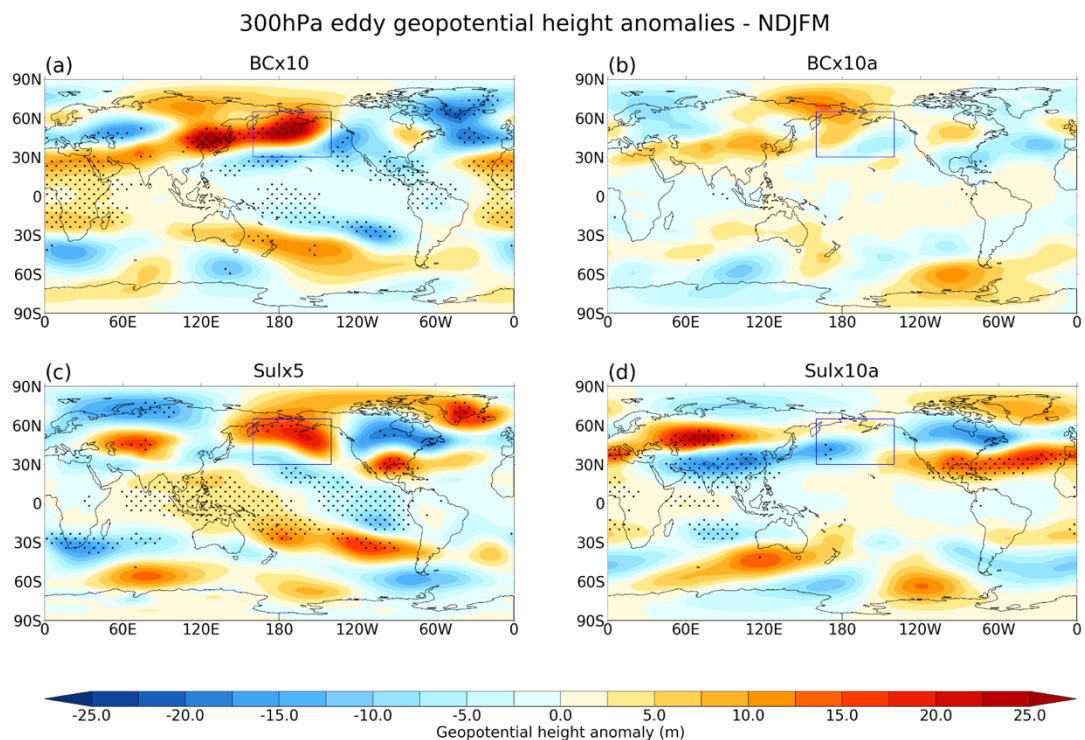 300hPa eddy geopotential height anomalies - NDJFM
(a) BCx10
90N
60N
30N
0
30S
60S
90S
0 60E 120E 180 120W 60W 0
(b) BCx10a
90N
60N
30N
0
30S
60S
90S
0 60E 120E 180 120W 60W 0
(c) Sulx5
90N
60N
30N
0
30S
60S
90S
0 60E 120E 180 120W 60W 0
(d) Sulx10a
90N
60N
30N
0
30S
60S
90S
0 60E 120E 180 120W 60W 0
-25.0 -20.0 -15.0 -10.0 -5.0 0.0 5.0 10.0 15.0 20.0 25.0
Geopotential height anomaly (m)